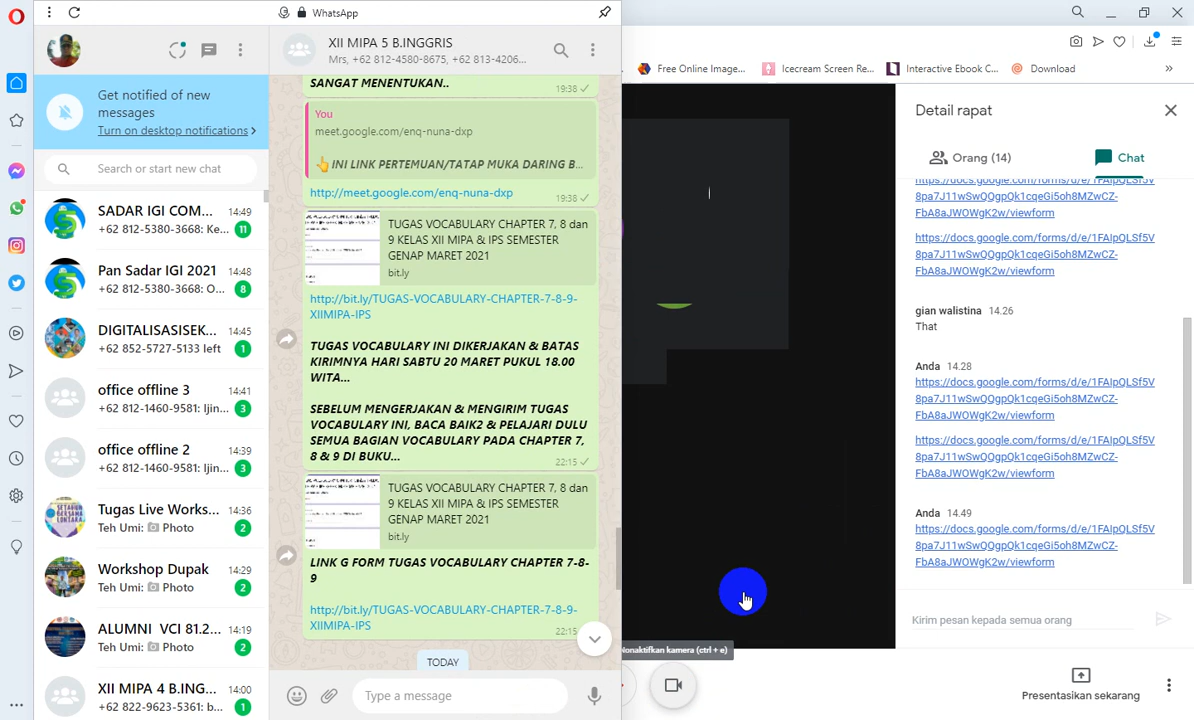 WhatsApp
Get notified of new
messages
Turn on desktop notifications
Search or start new chat
SADAR IGI COM... 14:49
+62 812-5380-3668: Ke... 11
Pan Sadar IGI 2021 14:48
+62 812-5380-3668: O... 8
DIGITALISASISEK... 14:45
+62 852-5727-5133 left 1
office offline 3 14:41
+62 812-1460-9581: Ijin... 3
office offline 2 14:39
+62 812-1460-9581: Ijin... 3
Tugas Live Works... 14:36
Teh Umi: Photo 2
Workshop Dupak 14:29
Teh Umi: Photo 2
ALUMNI VCI 81.2... 14:19
Teh Umi: Photo 2
XII MIPA 4 B.ING... 14:00
+62 822-9623-5361: b... 1
XII MIPA 5 B.INGGRIS
Mrs, +62 812-4580-8675, +62 813-4206...
SANGAT MENENTUKAN..
19:38
You
meet.google.com/enq-nuna-dxp
👆INI LINK PERTEMUAN/TATAP MUKA DARING B...
http://meet.google.com/enq-nuna-dxp
19:38
TUGAS VOCABULARY CHAPTER 7, 8 dan
9 KELAS XII MIPA & IPS SEMESTER
GENAP MARET 2021
bit.ly
http://bit.ly/TUGAS-VOCABULARY-CHAPTER-7-8-9-
XIIMIPA-IPS
TUGAS VOCABULARY INI DIKERJAKAN & BATAS
KIRIMNYA HARI SABTU 20 MARET PUKUL 18.00
WITA...
SEBELUM MENGERJAKAN & MENGIRIM TUGAS
VOCABULARY INI, BACA BAIK2 & PELAJARI DULU
SEMUA BAGIAN VOCABULARY PADA CHAPTER 7,
8 & 9 DI BUKU...
22:15
TUGAS VOCABULARY CHAPTER 7, 8 dan
9 KELAS XII MIPA & IPS SEMESTER
GENAP MARET 2021
bit.ly
LINK G FORM TUGAS VOCABULARY CHAPTER 7-8-
9
http://bit.ly/TUGAS-VOCABULARY-CHAPTER-7-8-9-
XIIMIPA-IPS
22:15
TODAY
Type a message
Free Online Image...
Icecream Screen Re...
Interactive Ebook C...
Download
Nonaktifkan kamera (ctrl + e)
Detail rapat
Orang (14)
Chat
https://docs.google.com/forms/d/e/1FAIpQLSf5V
8pa7J11wSwQQgpQk1cqeGi5oh8MZwCZ-
FbA8aJWOWgK2w/viewform
https://docs.google.com/forms/d/e/1FAIpQLSf5V
8pa7J11wSwQQgpQk1cqeGi5oh8MZwCZ-
FbA8aJWOWgK2w/viewform
gian walistina 14.26
That
Anda 14.28
https://docs.google.com/forms/d/e/1FAIpQLSf5V
8pa7J11wSwQQgpQk1cqeGi5oh8MZwCZ-
FbA8aJWOWgK2w/viewform
https://docs.google.com/forms/d/e/1FAIpQLSf5V
8pa7J11wSwQQgpQk1cqeGi5oh8MZwCZ-
FbA8aJWOWgK2w/viewform
Anda 14.49
https://docs.google.com/forms/d/e/1FAIpQLSf5V
8pa7J11wSwQQgpQk1cqeGi5oh8MZwCZ-
FbA8aJWOWgK2w/viewform
Kirim pesan kepada semua orang
Presentasikan sekarang